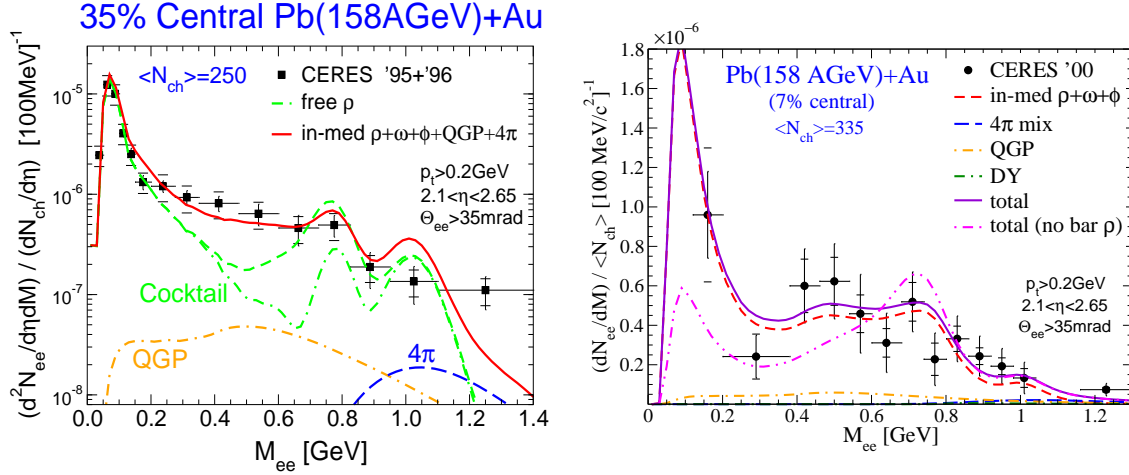 35% Central Pb(158AGeV)+Au
<N_ch>=250
CERES '95+'96
free ρ
in-med ρ+ω+φ+QGP+4π
p_t>0.2GeV
2.1<η<2.65
Θ_ee>35mrad
Cocktail
QGP
4π
(d²N_ee/dηdM) / (dN_ch/dη) [100MeV]⁻¹
10⁻⁵
10⁻⁶
10⁻⁷
10⁻⁸
0.0 0.2 0.4 0.6 0.8 1.0 1.2 1.4
M_ee [GeV]
×10⁻⁶
Pb(158 AGeV)+Au
(7% central)
<N_ch>=335
CERES '00
in-med ρ+ω+φ
4π mix
QGP
DY
total
total (no bar ρ)
p_t>0.2GeV
2.1<η<2.65
Θ_ee>35mrad
(dN_ee/dM) / <N_ch> [100 MeV/c²]⁻¹
1.8
1.6
1.4
1.2
1
0.8
0.6
0.4
0.2
0 0.2 0.4 0.6 0.8 1 1.2
M_ee [GeV]